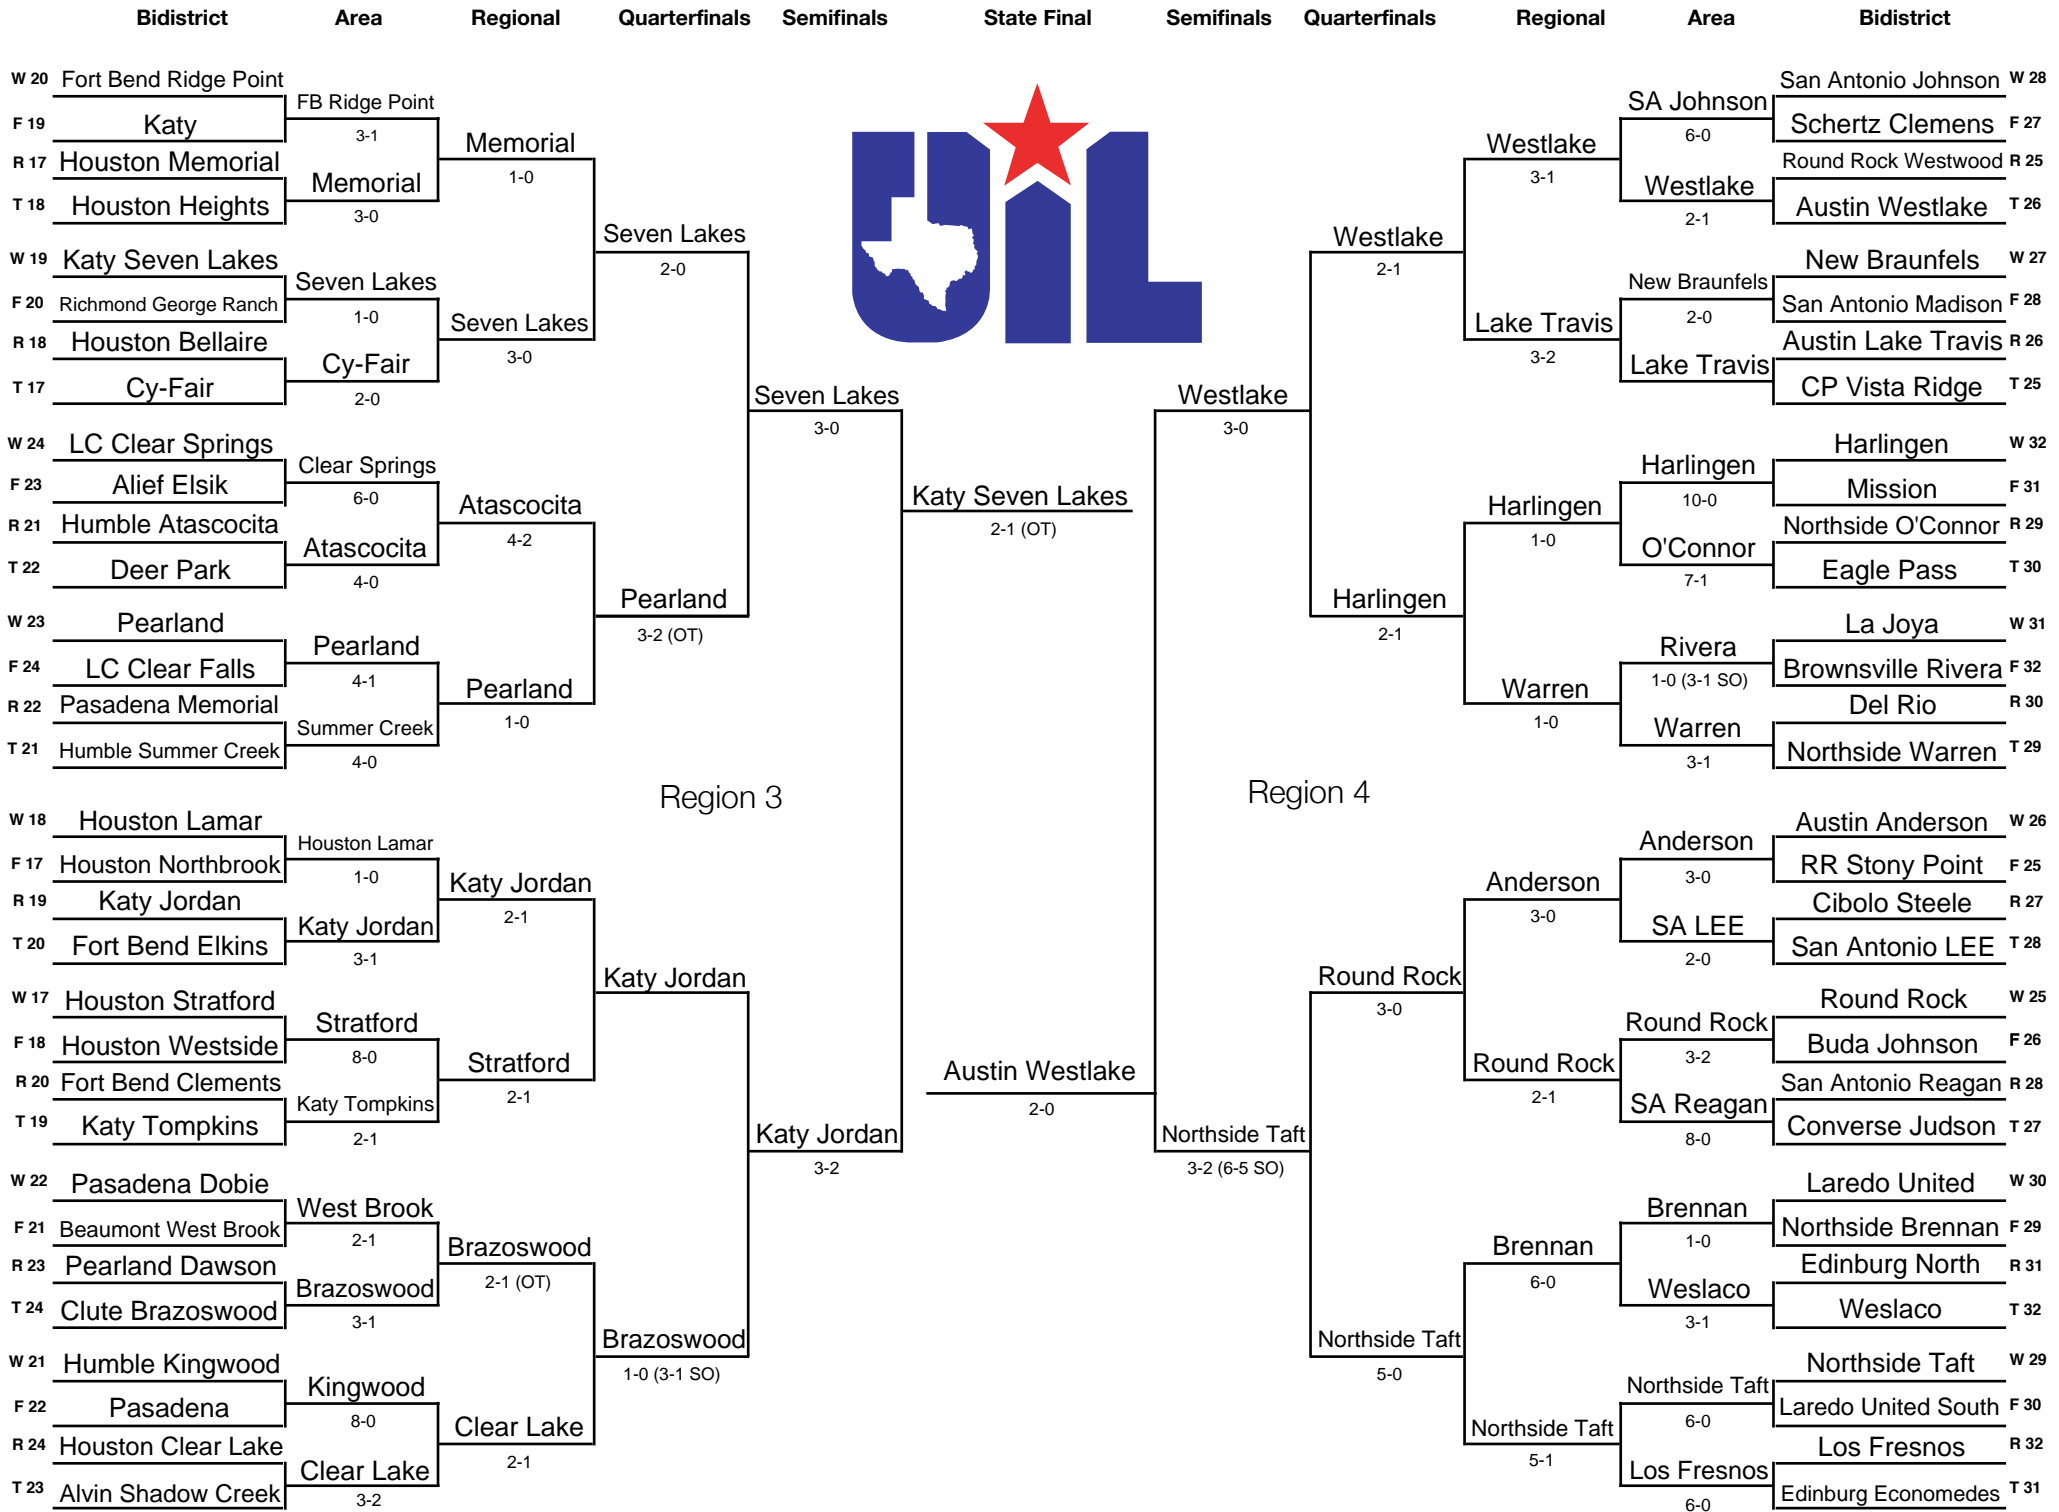 Bidistrict Area Regional Quarterfinals Semifinals State Final Semifinals Quarterfinals Regional Area Bidistrict
W 20 Fort Bend Ridge Point
FB Ridge Point
F 19 Katy
3-1
Memorial
R 17 Houston Memorial
1-0
Memorial
T 18 Houston Heights
3-0
Seven Lakes
W 19 Katy Seven Lakes
2-0
Seven Lakes
F 20 Richmond George Ranch
1-0
Seven Lakes
R 18 Houston Bellaire
3-0
Cy-Fair
T 17 Cy-Fair
2-0
Seven Lakes
3-0
W 24 LC Clear Springs
Clear Springs
F 23 Alief Elsik
6-0
Atascocita
R 21 Humble Atascocita
4-2
Atascocita
T 22 Deer Park
4-0
Pearland
3-2 (OT)
W 23 Pearland
Pearland
F 24 LC Clear Falls
4-1
Pearland
R 22 Pasadena Memorial
1-0
Summer Creek
T 21 Humble Summer Creek
4-0
Region 3
W 18 Houston Lamar
Houston Lamar
F 17 Houston Northbrook
1-0
Katy Jordan
R 19 Katy Jordan
2-1
Katy Jordan
T 20 Fort Bend Elkins
3-1
Katy Jordan
W 17 Houston Stratford
Stratford
F 18 Houston Westside
8-0
Stratford
R 20 Fort Bend Clements
2-1
Katy Tompkins
T 19 Katy Tompkins
2-1
Katy Jordan
3-2
W 22 Pasadena Dobie
West Brook
F 21 Beaumont West Brook
2-1
Brazoswood
R 23 Pearland Dawson
2-1 (OT)
Brazoswood
T 24 Clute Brazoswood
3-1
Brazoswood
1-0 (3-1 SO)
W 21 Humble Kingwood
Kingwood
F 22 Pasadena
8-0
Clear Lake
R 24 Houston Clear Lake
2-1
Clear Lake
T 23 Alvin Shadow Creek
3-2
UIL
Katy Seven Lakes
2-1 (OT)
Austin Westlake
2-0
San Antonio Johnson W 28
SA Johnson
Schertz Clemens F 27
6-0
Westlake
Round Rock Westwood R 25
3-1
Westlake
Austin Westlake T 26
2-1
Westlake
New Braunfels W 27
2-1
New Braunfels
San Antonio Madison F 28
2-0
Lake Travis
Austin Lake Travis R 26
3-2
Lake Travis
CP Vista Ridge T 25
Westlake
3-0
Harlingen W 32
Harlingen
Mission F 31
10-0
Harlingen
Northside O'Connor R 29
1-0
O'Connor
Eagle Pass T 30
7-1
Harlingen
2-1
La Joya W 31
Rivera
Brownsville Rivera F 32
1-0 (3-1 SO)
Warren
Del Rio R 30
1-0
Warren
Northside Warren T 29
3-1
Region 4
Austin Anderson W 26
Anderson
RR Stony Point F 25
3-0
Anderson
Cibolo Steele R 27
3-0
SA LEE
San Antonio LEE T 28
2-0
Round Rock
3-0
Round Rock W 25
Round Rock
Buda Johnson F 26
3-2
Round Rock
San Antonio Reagan R 28
2-1
SA Reagan
Converse Judson T 27
8-0
Northside Taft
3-2 (6-5 SO)
Laredo United W 30
Brennan
Northside Brennan F 29
1-0
Brennan
Edinburg North R 31
6-0
Weslaco
Weslaco T 32
3-1
Northside Taft
5-0
Northside Taft W 29
Northside Taft
Laredo United South F 30
6-0
Northside Taft
Los Fresnos R 32
5-1
Los Fresnos
Edinburg Economedes T 31
6-0